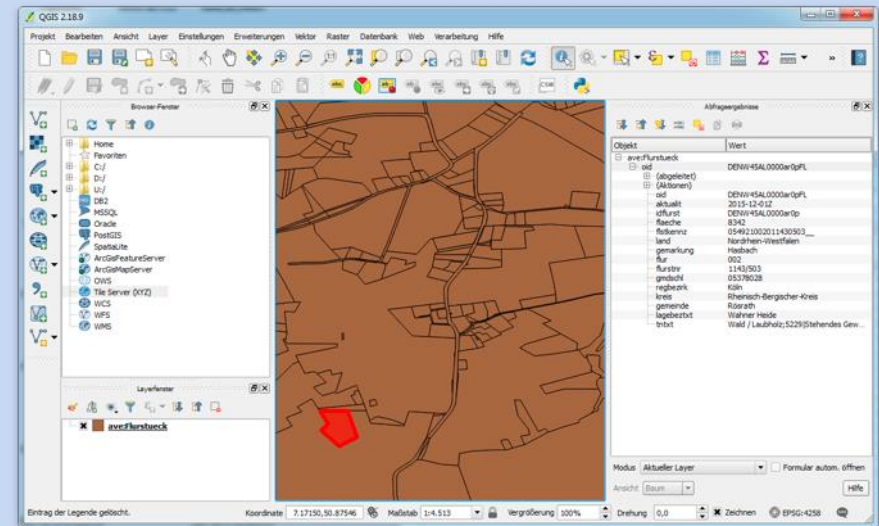 QGIS 2.18.9
Projekt Bearbeiten Ansicht Layer Einstellungen Erweiterungen Vektor Raster Datenbank Web Verarbeitung Hilfe
Browser-Fenster
Home
Favoriten
C:/
D:/
U:/
DB2
MSSQL
Oracle
PostGIS
SpatiaLite
ArcGisFeatureServer
ArcGisMapServer
OWS
Tile Server (XYZ)
WCS
WFS
WMS
Layerfenster
ave:Flurstueck
Abfrageergebnisse
Objekt Wert
ave:Flurstueck
oid DENW45AL0000ar0pFL
(abgeleitet)
(Aktionen)
oid DENW45AL0000ar0pFL
aktualit 2015-12-01Z
idflurst DENW45AL0000ar0p
flaeche 8342
flstkennz 054921002011430503__
land Nordrhein-Westfalen
gemarkung Hasbach
flur 002
flurstnr 1143/503
gmdschl 05378028
regbezirk Köln
kreis Rheinisch-Bergischer-Kreis
gemeinde Rösrath
lagebeztxt Wahner Heide
tntxt Wald / Laubholz;5229|Stehendes Gew...
Modus Aktueller Layer Formular autom. öffnen
Ansicht Baum Hilfe
Eintrag der Legende gelöscht. Koordinate 7.17150,50.87546 Maßstab 1:4.513 Vergrößerung 100% Drehung 0,0 Zeichnen EPSG:4258